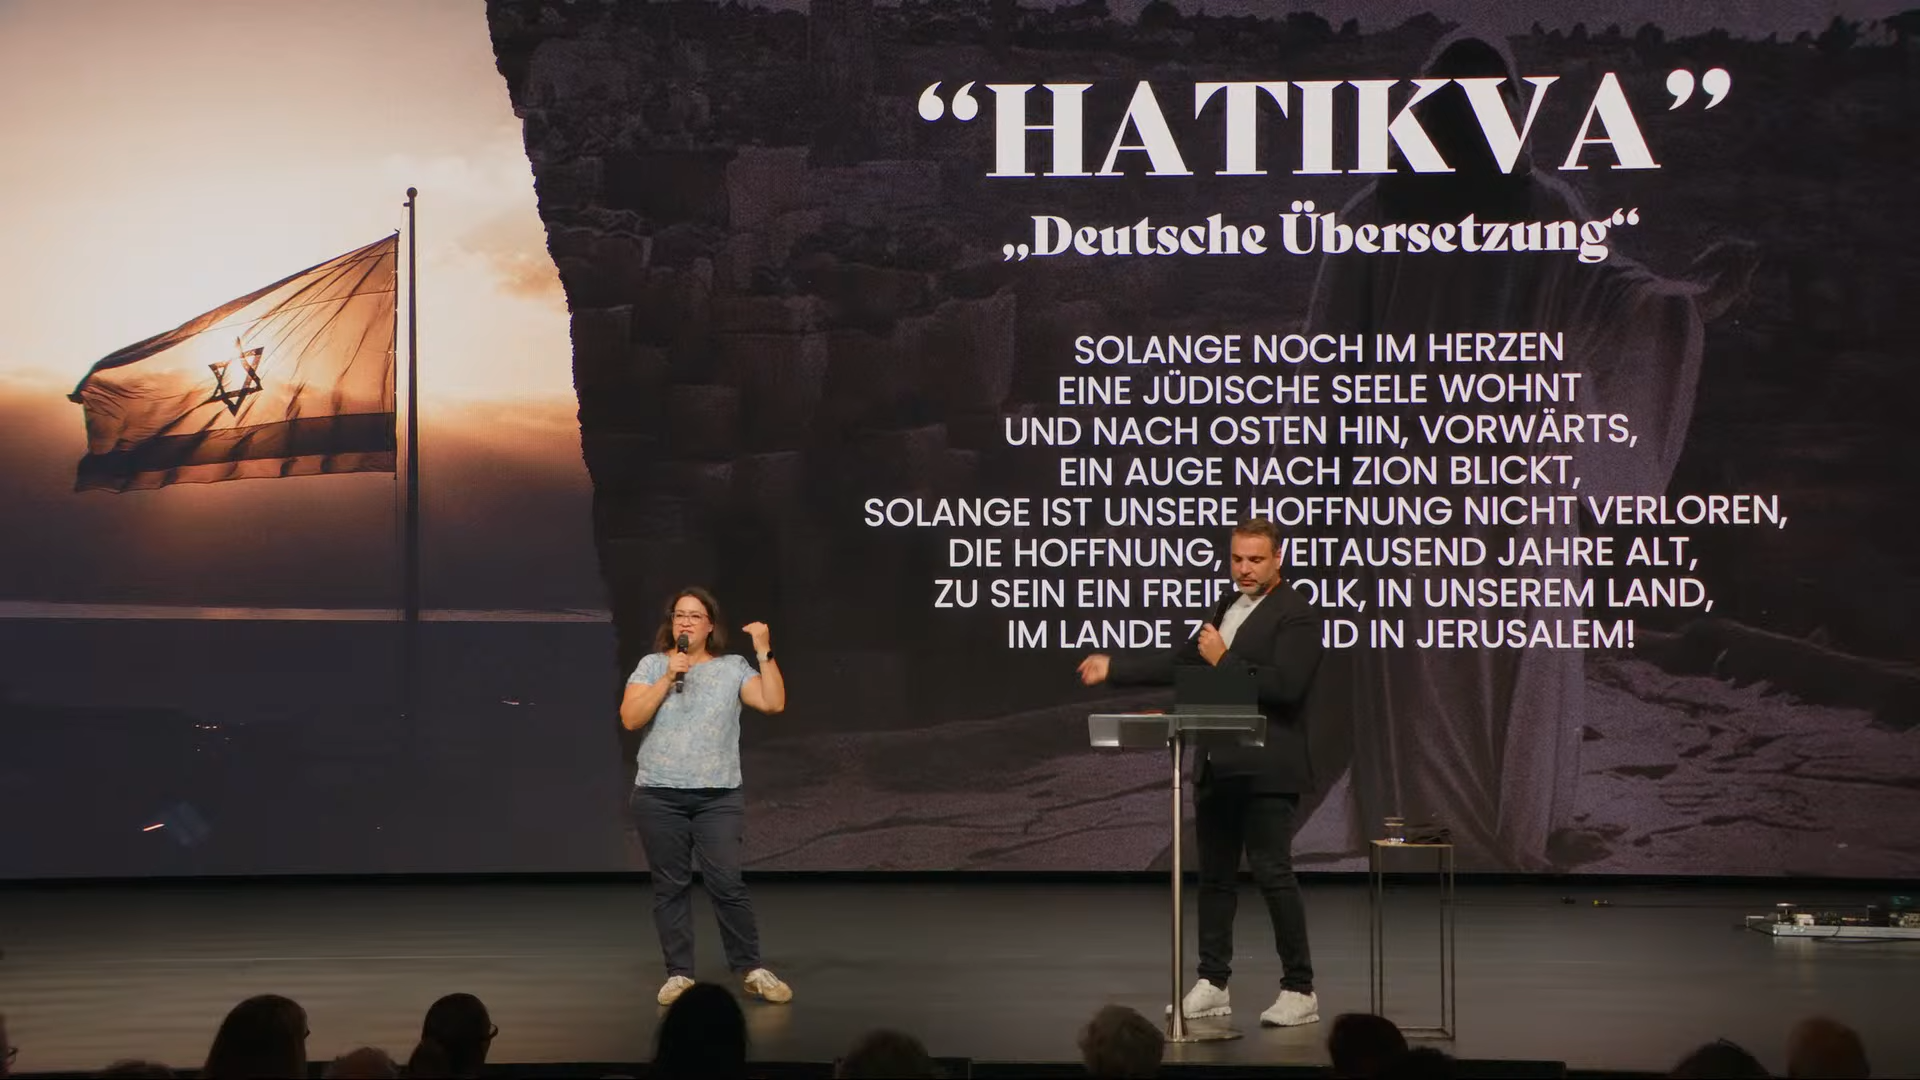 “HATIKVA”
„Deutsche Übersetzung“
SOLANGE NOCH IM HERZEN
EINE JÜDISCHE SEELE WOHNT
UND NACH OSTEN HIN, VORWÄRTS,
EIN AUGE NACH ZION BLICKT,
SOLANGE IST UNSERE HOFFNUNG NICHT VERLOREN,
DIE HOFFNUNG, JAHRE ALT,
ZU SEIN EIN IN UNSEREM LAND,
IM LANDE IN JERUSALEM!